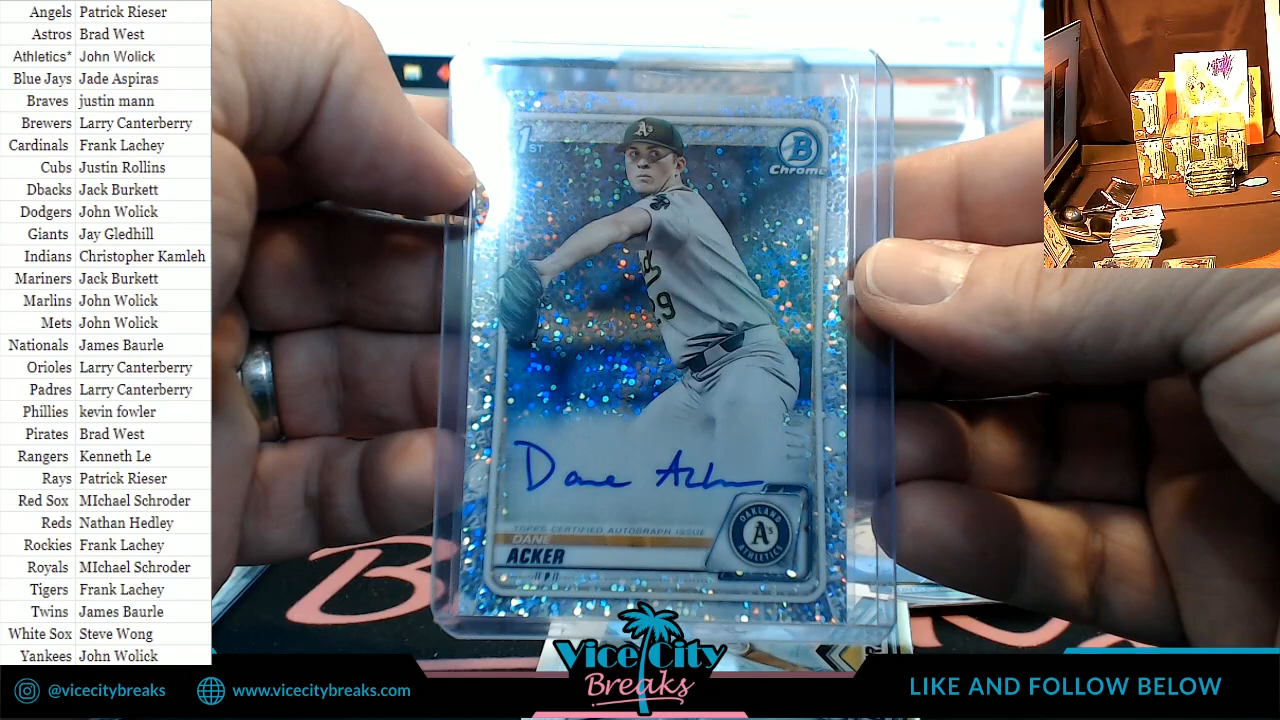 Angels Patrick Rieser
Astros Brad West
Athletics* John Wolick
Blue Jays Jade Aspiras
Braves justin mann
Brewers Larry Canterberry
Cardinals Frank Lachey
Cubs Justin Rollins
Dbacks Jack Burkett
Dodgers John Wolick
Giants Jay Gledhill
Indians Christopher Kamleh
Mariners Jack Burkett
Marlins John Wolick
Mets John Wolick
Nationals James Baurle
Orioles Larry Canterberry
Padres Larry Canterberry
Phillies kevin fowler
Pirates Brad West
Rangers Kenneth Le
Rays Patrick Rieser
Red Sox MIchael Schroder
Reds Nathan Hedley
Rockies Frank Lachey
Royals MIchael Schroder
Tigers Frank Lachey
Twins James Baurle
White Sox Steve Wong
Yankees John Wolick
1ST
B
Chrome
A's
9
Dane Acker
TOPPS CERTIFIED AUTOGRAPH ISSUE
DANE
ACKER
P
OAKLAND
A's
ATHLETICS
B
Vice City
Breaks
@vicecitybreaks
www.vicecitybreaks.com
LIKE AND FOLLOW BELOW